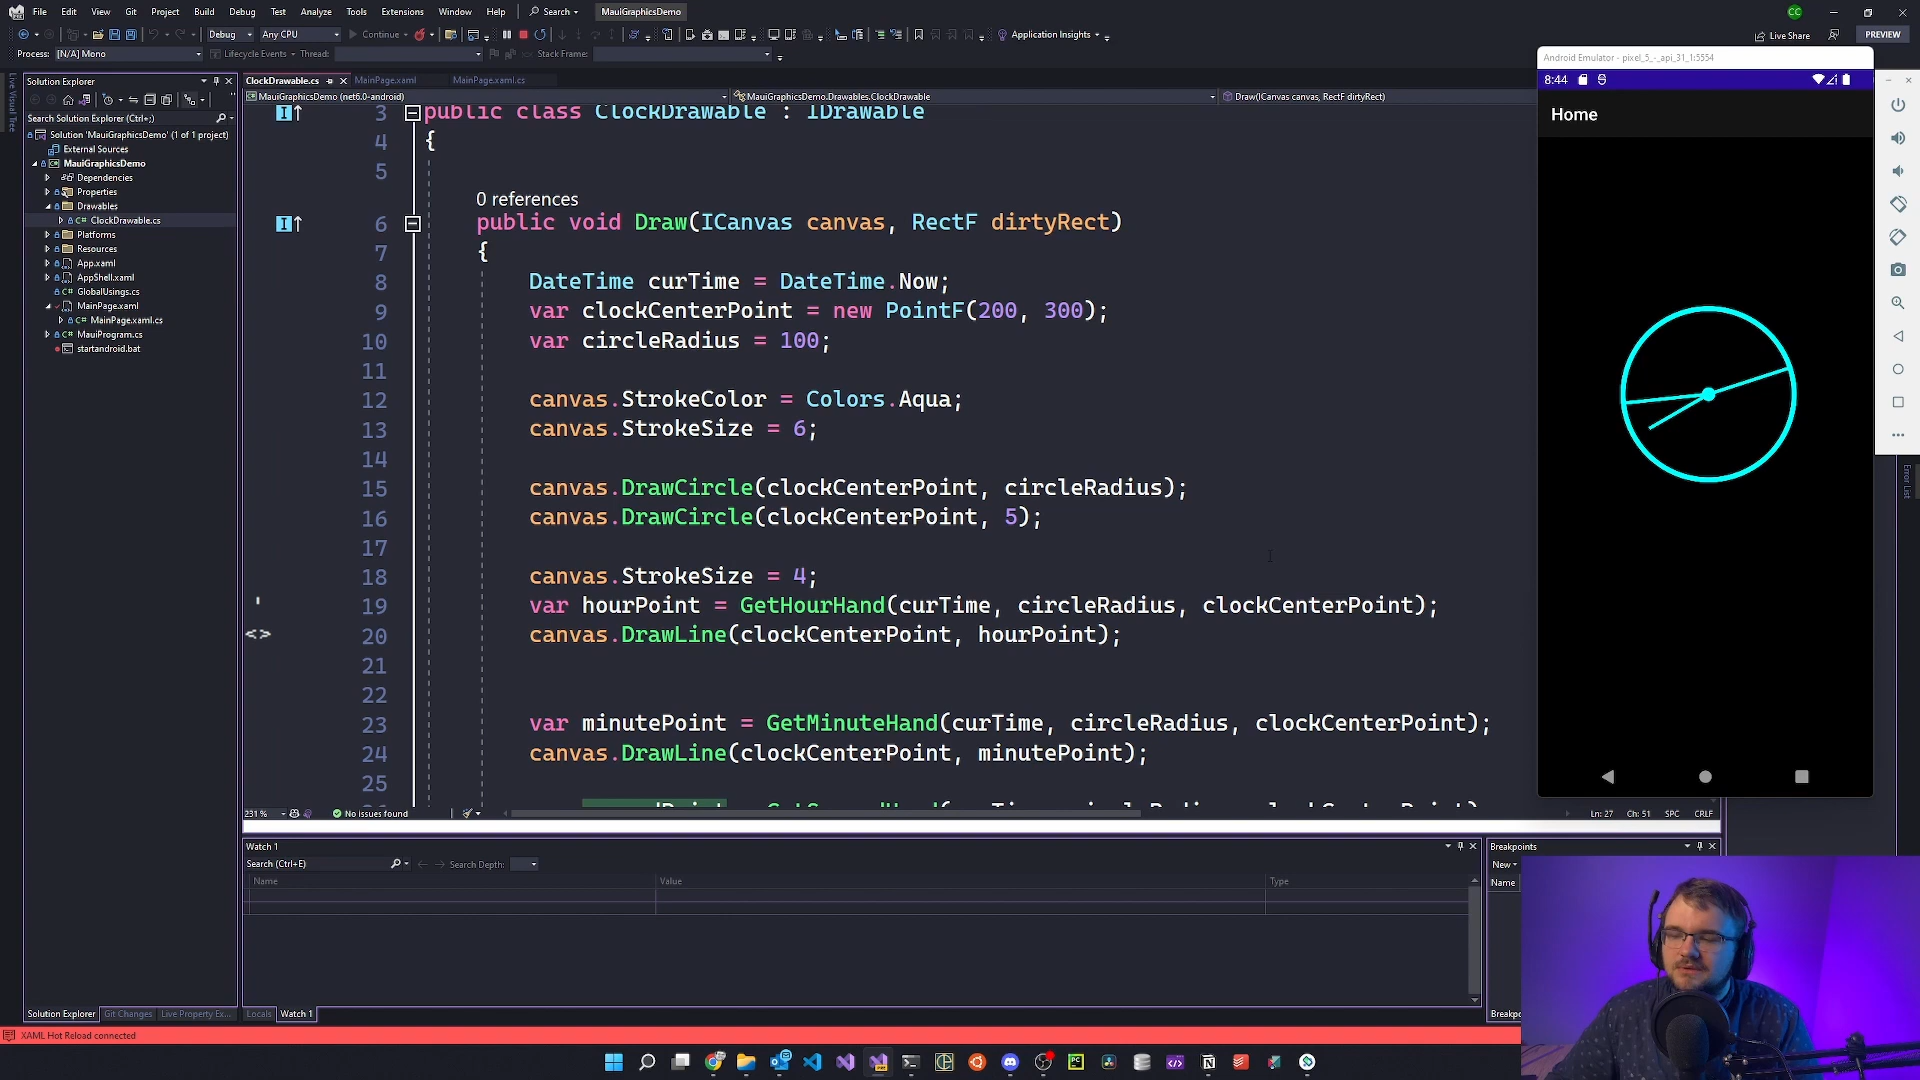 File Edit View Git Project Build Debug Test Analyze Tools Extensions Window Help Search MauiGraphicsDemo CC
Debug Any CPU Continue Application Insights Live Share PREVIEW
Process: [N/A] Mono Lifecycle Events Thread: Stack Frame:
Live Visual Tree
Solution Explorer
Search Solution Explorer (Ctrl+;)
Solution 'MauiGraphicsDemo' (1 of 1 project)
External Sources
MauiGraphicsDemo
Dependencies
Properties
Drawables
ClockDrawable.cs
Platforms
Resources
App.xaml
AppShell.xaml
GlobalUsings.cs
MainPage.xaml
MainPage.xaml.cs
MauiProgram.cs
startandroid.bat
ClockDrawable.cs MainPage.xaml MainPage.xaml.cs
MauiGraphicsDemo (net6.0-android) MauiGraphicsDemo.Drawables.ClockDrawable Draw(ICanvas canvas, RectF dirtyRect)
3 public class ClockDrawable : IDrawable
4 {
5
0 references
6 public void Draw(ICanvas canvas, RectF dirtyRect)
7 {
8 DateTime curTime = DateTime.Now;
9 var clockCenterPoint = new PointF(200, 300);
10 var circleRadius = 100;
11
12 canvas.StrokeColor = Colors.Aqua;
13 canvas.StrokeSize = 6;
14
15 canvas.DrawCircle(clockCenterPoint, circleRadius);
16 canvas.DrawCircle(clockCenterPoint, 5);
17
18 canvas.StrokeSize = 4;
19 var hourPoint = GetHourHand(curTime, circleRadius, clockCenterPoint);
20 canvas.DrawLine(clockCenterPoint, hourPoint);
21
22
23 var minutePoint = GetMinuteHand(curTime, circleRadius, clockCenterPoint);
24 canvas.DrawLine(clockCenterPoint, minutePoint);
25
231 % No issues found Ln: 27 Ch: 51 SPC CRLF
Android Emulator - pixel_5_-_api_31_1:5554
8:44
Home
Error List
Watch 1
Search (Ctrl+E) Search Depth:
Name Value Type
Breakpoints
New
Name
Solution Explorer Git Changes Live Property Ex... Locals Watch 1
XAML Hot Reload connected